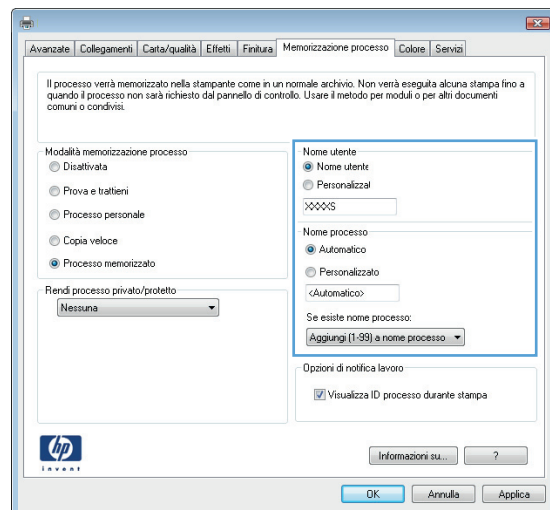 Avanzate Collegamenti Carta/qualità Effetti Finitura Memorizzazione processo Colore Servizi
Il processo verrà memorizzato nella stampante come in un normale archivio. Non verrà eseguita alcuna stampa fino a
quando il processo non sarà richiesto dal pannello di controllo. Usare il metodo per moduli o per altri documenti
comuni o condivisi.
Modalità memorizzazione processo
Disattivata
Prova e trattieni
Processo personale
Copia veloce
Processo memorizzato
Rendi processo privato/protetto
Nessuna
Nome utente
Nome utente
Personalizzat
XXXXS
Nome processo
Automatico
Personalizzato
<Automatico>
Se esiste nome processo:
Aggiungi (1-99) a nome processo
Opzioni di notifica lavoro
Visualizza ID processo durante stampa
hp
invent
Informazioni su... ?
OK Annulla Applica